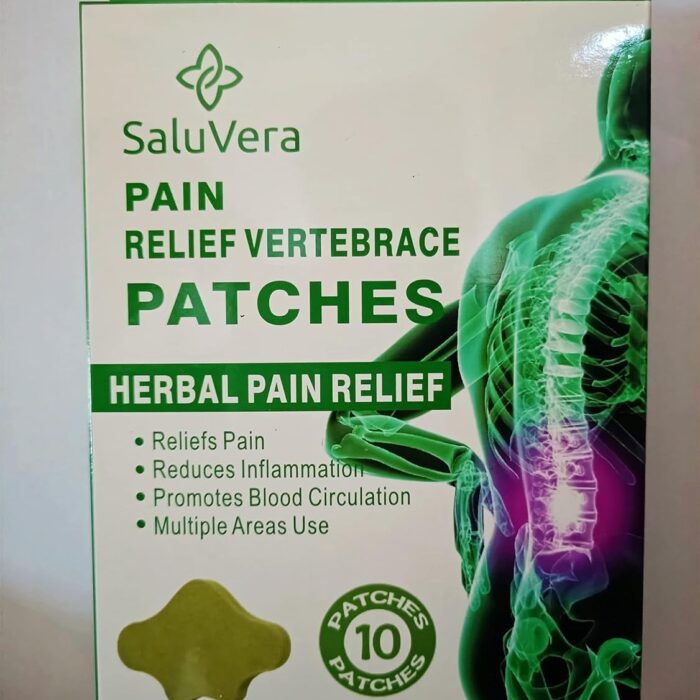 SaluVera
PAIN
RELIEF VERTEBRACE
PATCHES
HERBAL PAIN RELIEF
• Reliefs Pain
• Reduces Inflammation
• Promotes Blood Circulation
• Multiple Areas Use
PATCHES
10
PATCHES